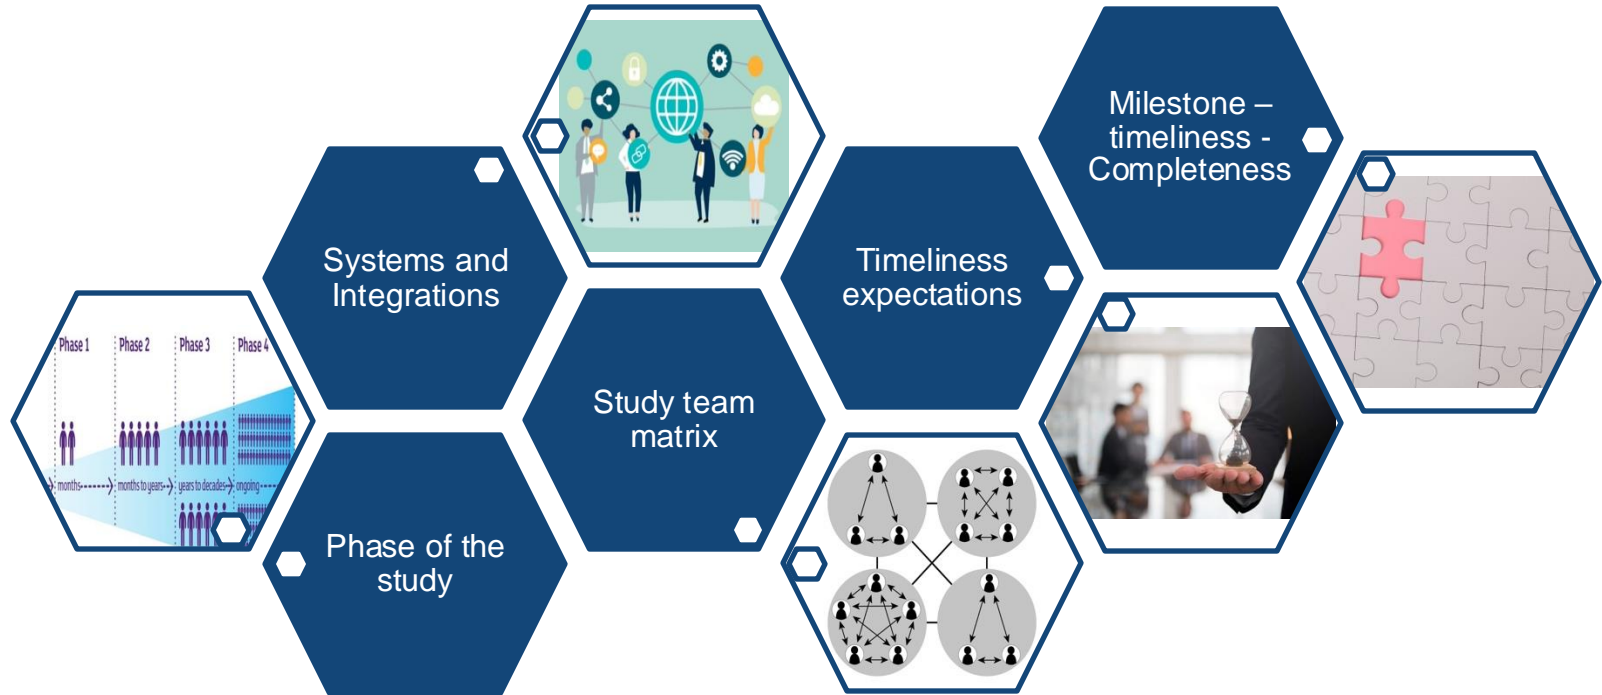 Milestone –
timeliness -
Completeness
Systems and
Integrations
Timeliness
expectations
Phase 1
Phase 2
Phase 3
Phase 4
months
months to years
years to decades
ongoing
Study team
matrix
Phase of the
study